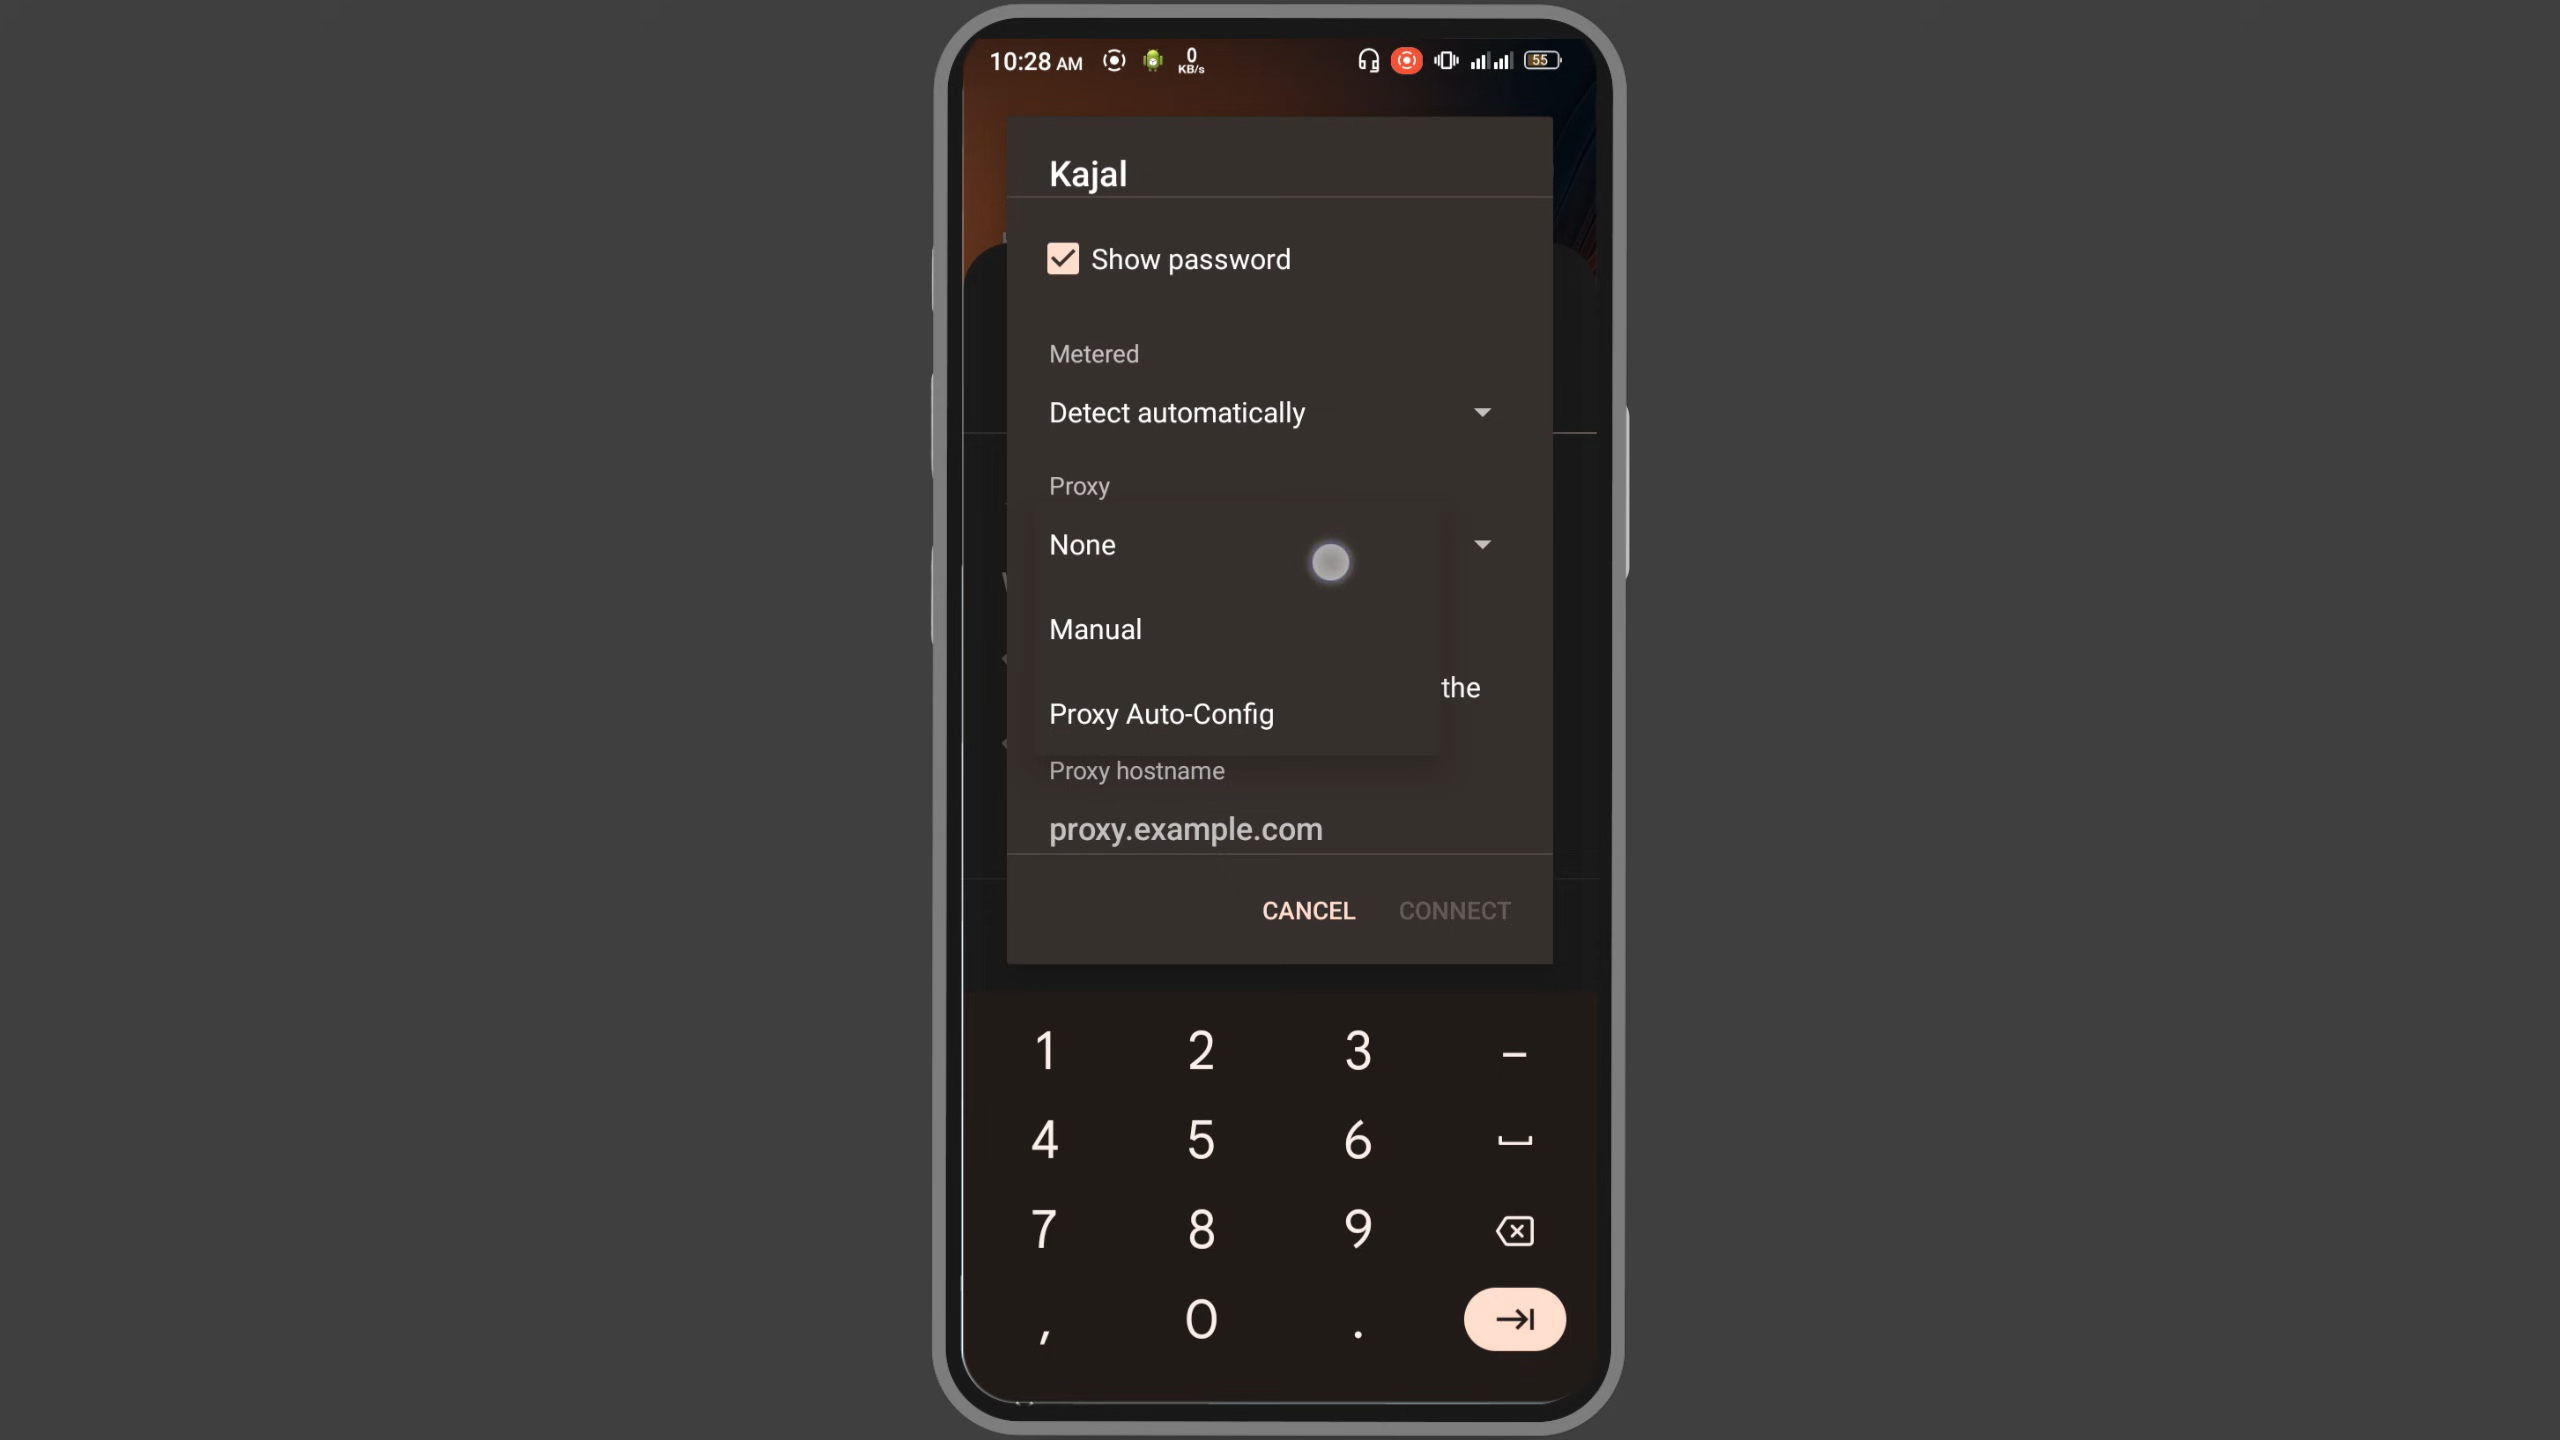 10:28 AM
0
KB/s
55
Kajal
Show password
Metered
Detect automatically
Proxy
None
Manual
the
Proxy Auto-Config
Proxy hostname
proxy.example.com
CANCEL CONNECT
1 2 3 –
4 5 6
7 8 9
, 0 .